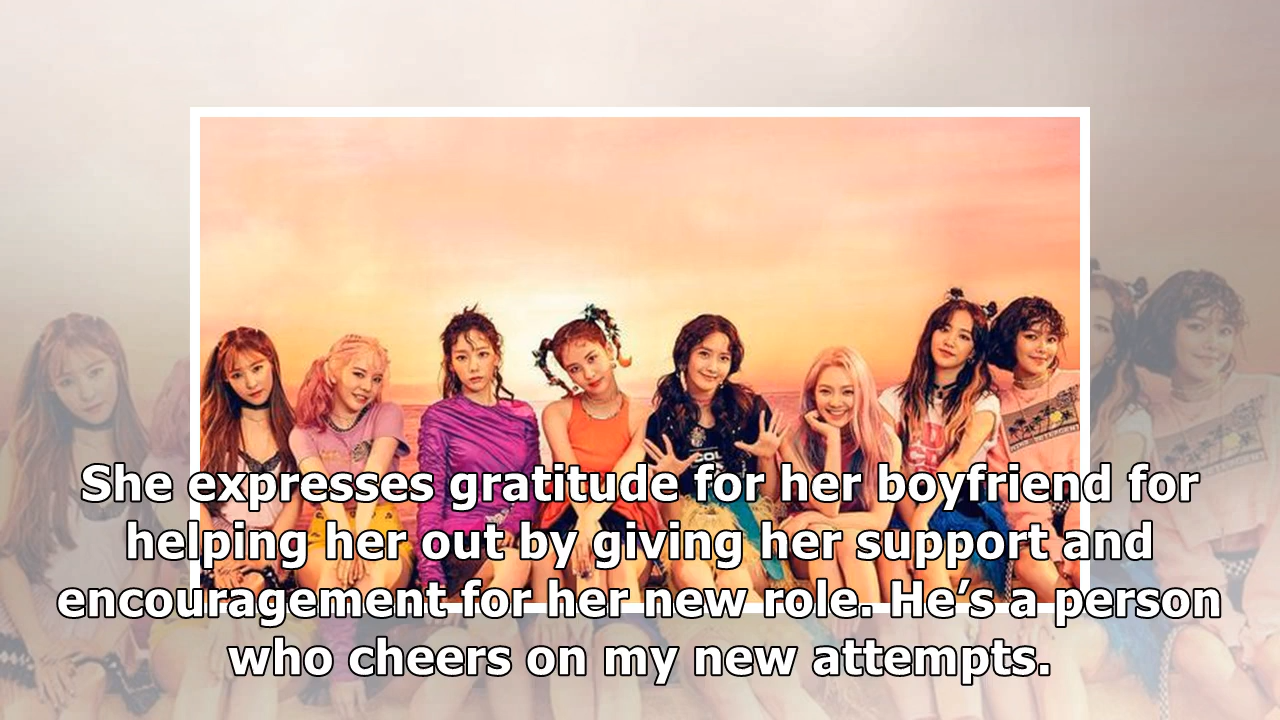 She expresses gratitude for her boyfriend for
helping her out by giving her support and
encouragement for her new role. He’s a person
who cheers on my new attempts.